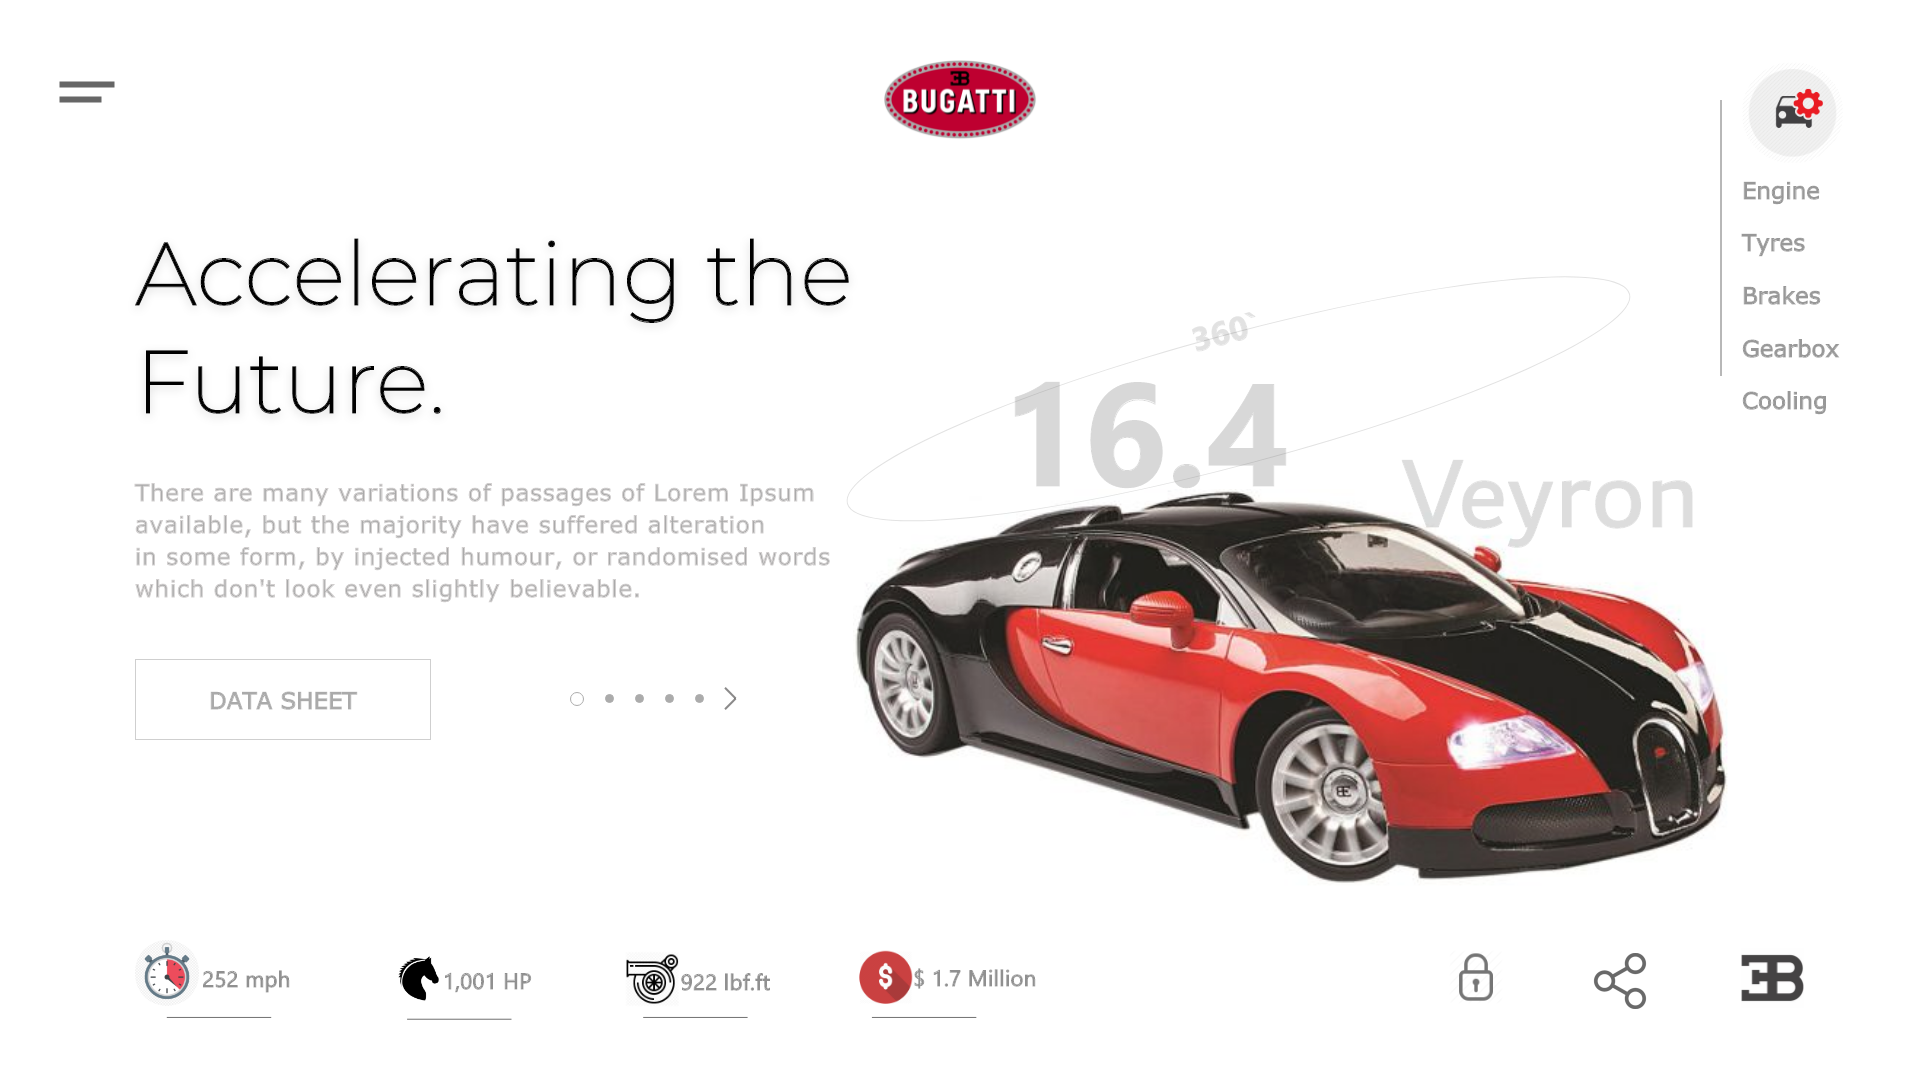 EB
BUGATTI
Engine
Tyres
Brakes
Gearbox
Cooling
Accelerating the
Future.
360`
16.4
Veyron
There are many variations of passages of Lorem Ipsum
available, but the majority have suffered alteration
in some form, by injected humour, or randomised words
which don't look even slightly believable.
DATA SHEET
252 mph
1,001 HP
922 lbf.ft
$
$ 1.7 Million
EB